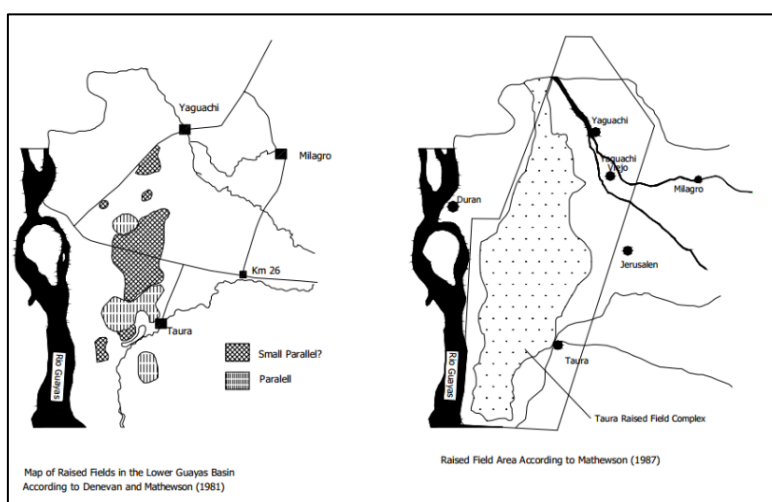 Yaguachi
Milagro
Km 26
Taura
Rio Guayas
Small Parallel?
Paralell
Map of Raised Fields in the Lower Guayas Basin
According to Denevan and Mathewson (1981)
Yaguachi
Yaguachi
Viejo
Milagro
Duran
Jerusalen
Taura
Rio Guayas
Taura Raised Field Complex
Raised Field Area According to Mathewson (1987)